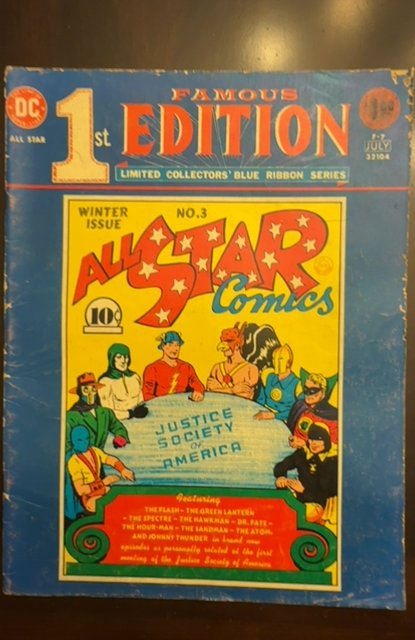 FAMOUS
DC
1st EDITION
ALL STAR
F-7
JULY
32104
LIMITED COLLECTORS' BLUE RIBBON SERIES
WINTER
ISSUE
NO.3
ALL STAR
Comics
10¢
JUSTICE
SOCIETY
OF
AMERICA
Featuring
THE FLASH — THE GREEN LANTERN
— THE SPECTRE — THE HAWKMAN — DR. FATE —
THE HOUR-MAN — THE SANDMAN — THE ATOM,
AND JOHNNY THUNDER in brand new
episodes as personally related at the first
meeting of the Justice Society of America